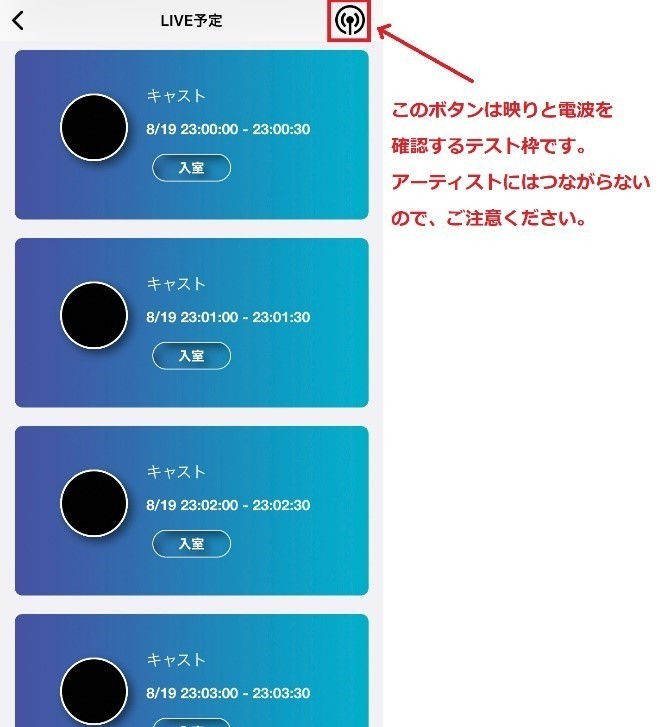 LIVE予定
このボタンは映りと電波を
確認するテスト枠です。
アーティストにはつながらない
ので、ご注意ください。
キャスト
8/19 23:00:00 - 23:00:30
入室
キャスト
8/19 23:01:00 - 23:01:30
入室
キャスト
8/19 23:02:00 - 23:02:30
入室
キャスト
8/19 23:03:00 - 23:03:30